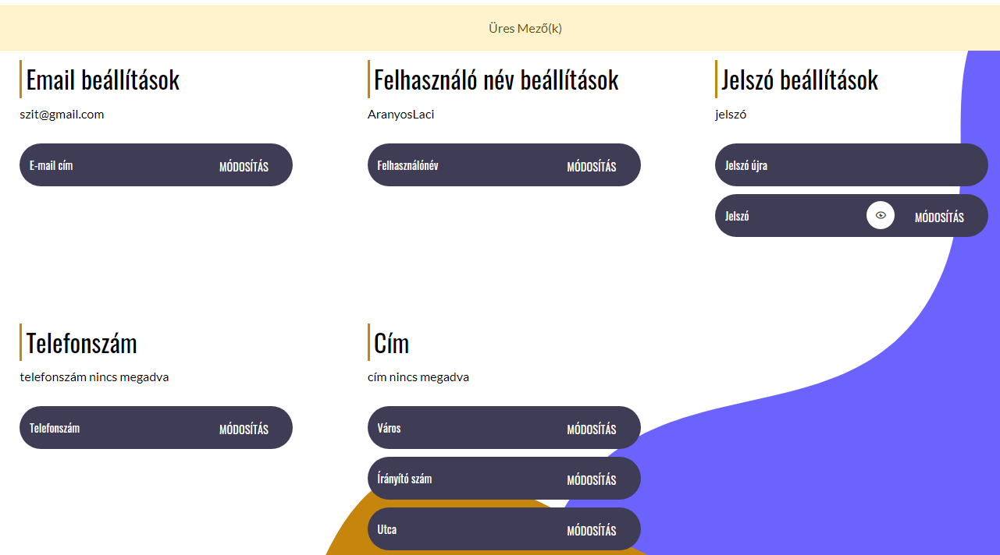 Üres Mező(k)
Email beállítások
szit@gmail.com
E-mail cím MÓDOSÍTÁS
Felhasználó név beállítások
AranyosLaci
Felhasználónév MÓDOSÍTÁS
Jelszó beállítások
jelszó
Jelszó újra
Jelszó MÓDOSÍTÁS
Telefonszám
telefonszám nincs megadva
Telefonszám MÓDOSÍTÁS
Cím
cím nincs megadva
Város MÓDOSÍTÁS
Írányító szám MÓDOSÍTÁS
Utca MÓDOSÍTÁS